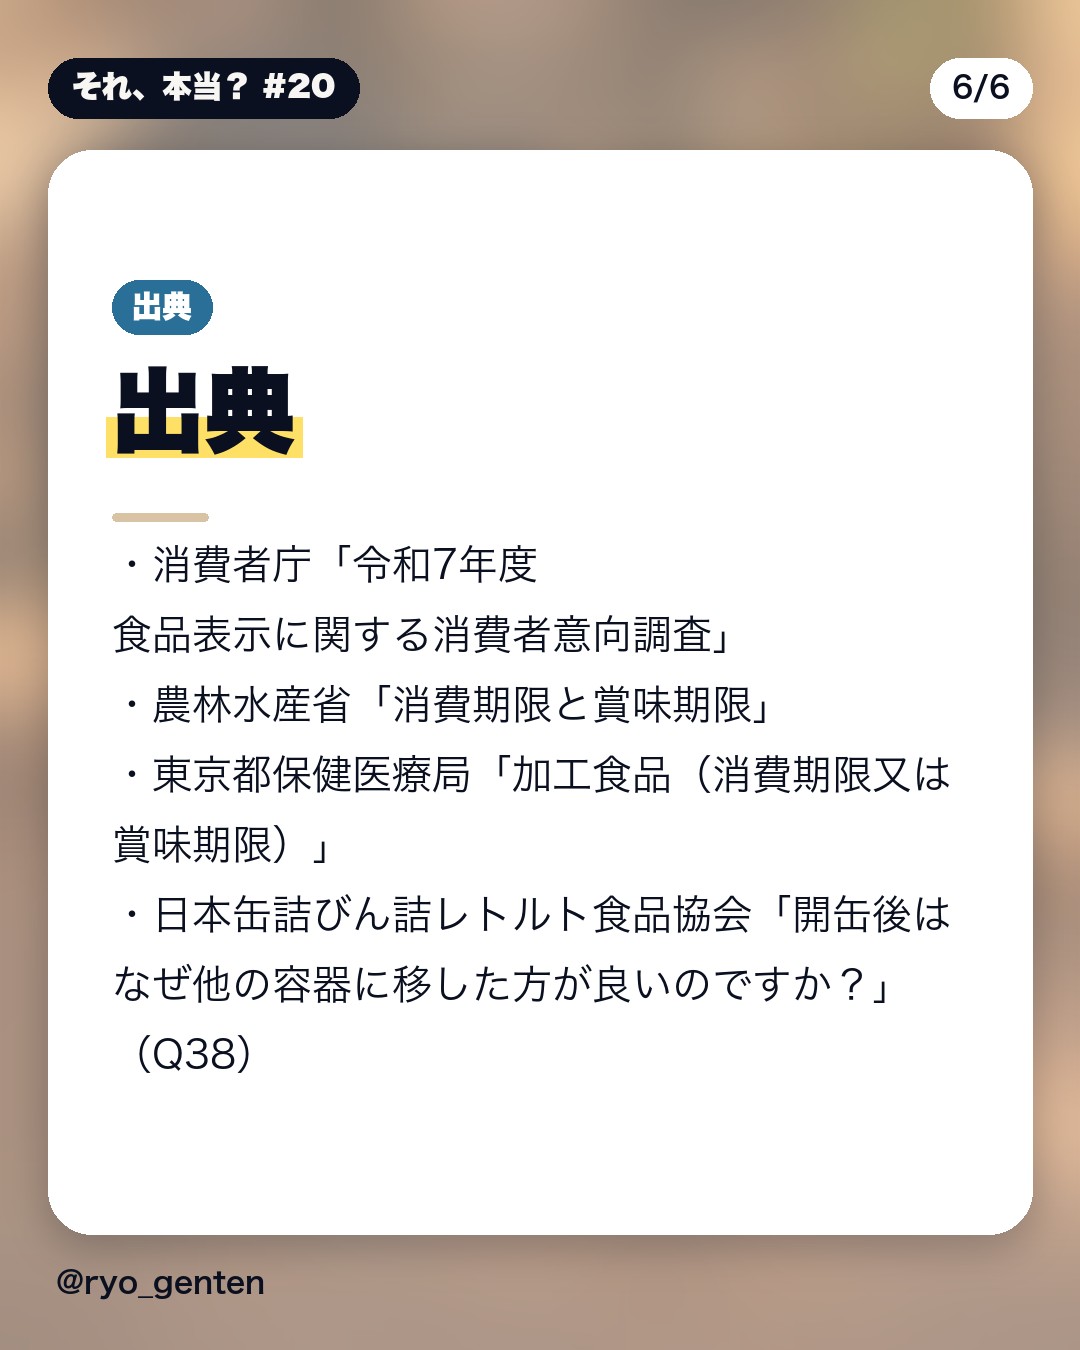 それ、本当？ #20
6/6
出典
出典
・消費者庁「令和7年度
食品表示に関する消費者意向調査」
・農林水産省「消費期限と賞味期限」
・東京都保健医療局「加工食品（消費期限又は
賞味期限）」
・日本缶詰びん詰レトルト食品協会「開缶後は
なぜ他の容器に移した方が良いのですか？」
（Q38）
@ryo_genten